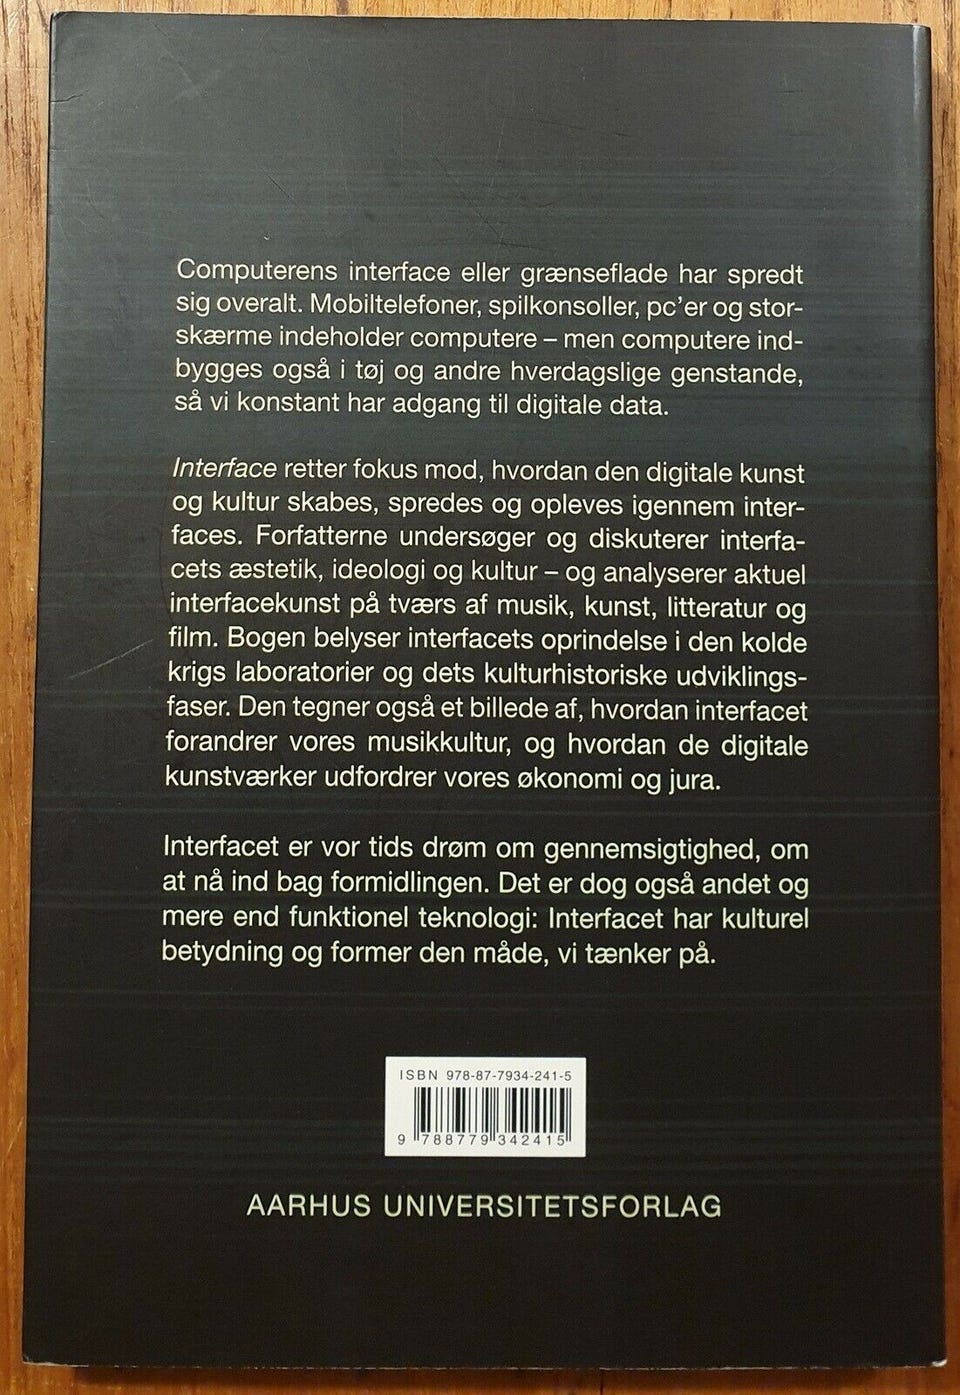 Computerens interface eller grænseflade har spredt
sig overalt. Mobiltelefoner, spilkonsoller, pc'er og stor-
skærme indeholder computere – men computere ind-
bygges også i tøj og andre hverdagslige genstande,
så vi konstant har adgang til digitale data.
Interface retter fokus mod, hvordan den digitale kunst
og kultur skabes, spredes og opleves igennem inter-
faces. Forfatterne undersøger og diskuterer interfa-
cets æstetik, ideologi og kultur – og analyserer aktuel
interfacekunst på tværs af musik, kunst, litteratur og
film. Bogen belyser interfacets oprindelse i den kolde
krigs laboratorier og dets kulturhistoriske udviklings-
faser. Den tegner også et billede af, hvordan interfacet
forandrer vores musikkultur, og hvordan de digitale
kunstværker udfordrer vores økonomi og jura.
Interfacet er vor tids drøm om gennemsigtighed, om
at nå ind bag formidlingen. Det er dog også andet og
mere end funktionel teknologi: Interfacet har kulturel
betydning og former den måde, vi tænker på.
ISBN 978-87-7934-241-5
9 788779 342415
AARHUS UNIVERSITETSFORLAG